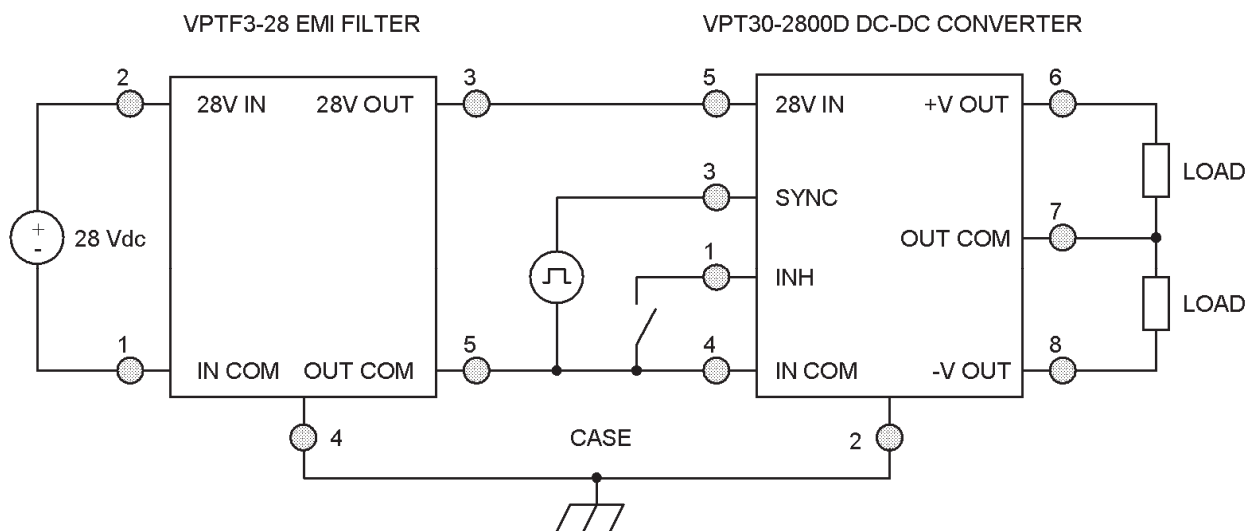 VPTF3-28 EMI FILTER
VPT30-2800D DC-DC CONVERTER
2
3
5
6
28V IN
28V OUT
28V IN
+V OUT
3
LOAD
SYNC
7
+
-
28 Vdc
OUT COM
1
INH
LOAD
1
5
4
8
IN COM
OUT COM
IN COM
-V OUT
4
CASE
2